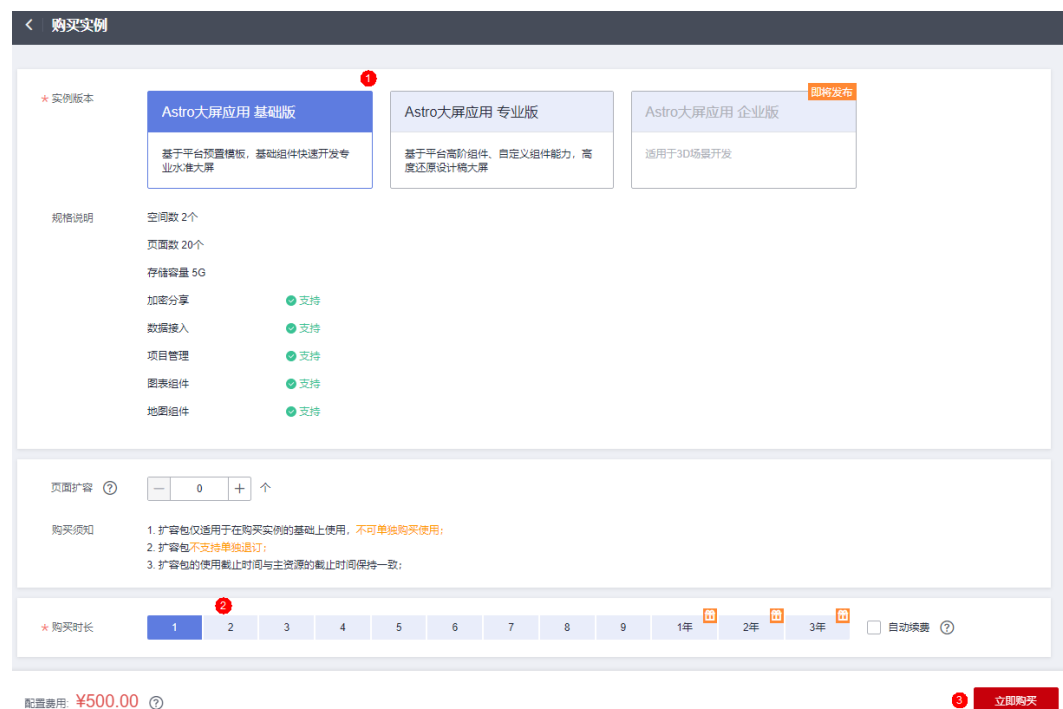 购买实例
1
* 实例版本
即将发布
Astro大屏应用 基础版
Astro大屏应用 专业版
Astro大屏应用 企业版
基于平台预置模板，基础组件快速开发专
业水准大屏
基于平台高阶组件、自定义组件能力，高
度还原设计稿大屏
适用于3D场景开发
规格说明
空间数 2个
页面数 20个
存储容量 5G
加密分享 支持
数据接入 支持
项目管理 支持
图表组件 支持
地图组件 支持
页面扩容 ? — 0 + 个
购买须知
1. 扩容包仅适用于在购买实例的基础上使用，不可单独购买使用；
2. 扩容包不支持单独退订；
3. 扩容包的使用截止时间与主资源的截止时间保持一致；
2
* 购买时长 1 2 3 4 5 6 7 8 9 1年 2年 3年 自动续费 ?
配置费用: ¥500.00 ? 3 立即购买